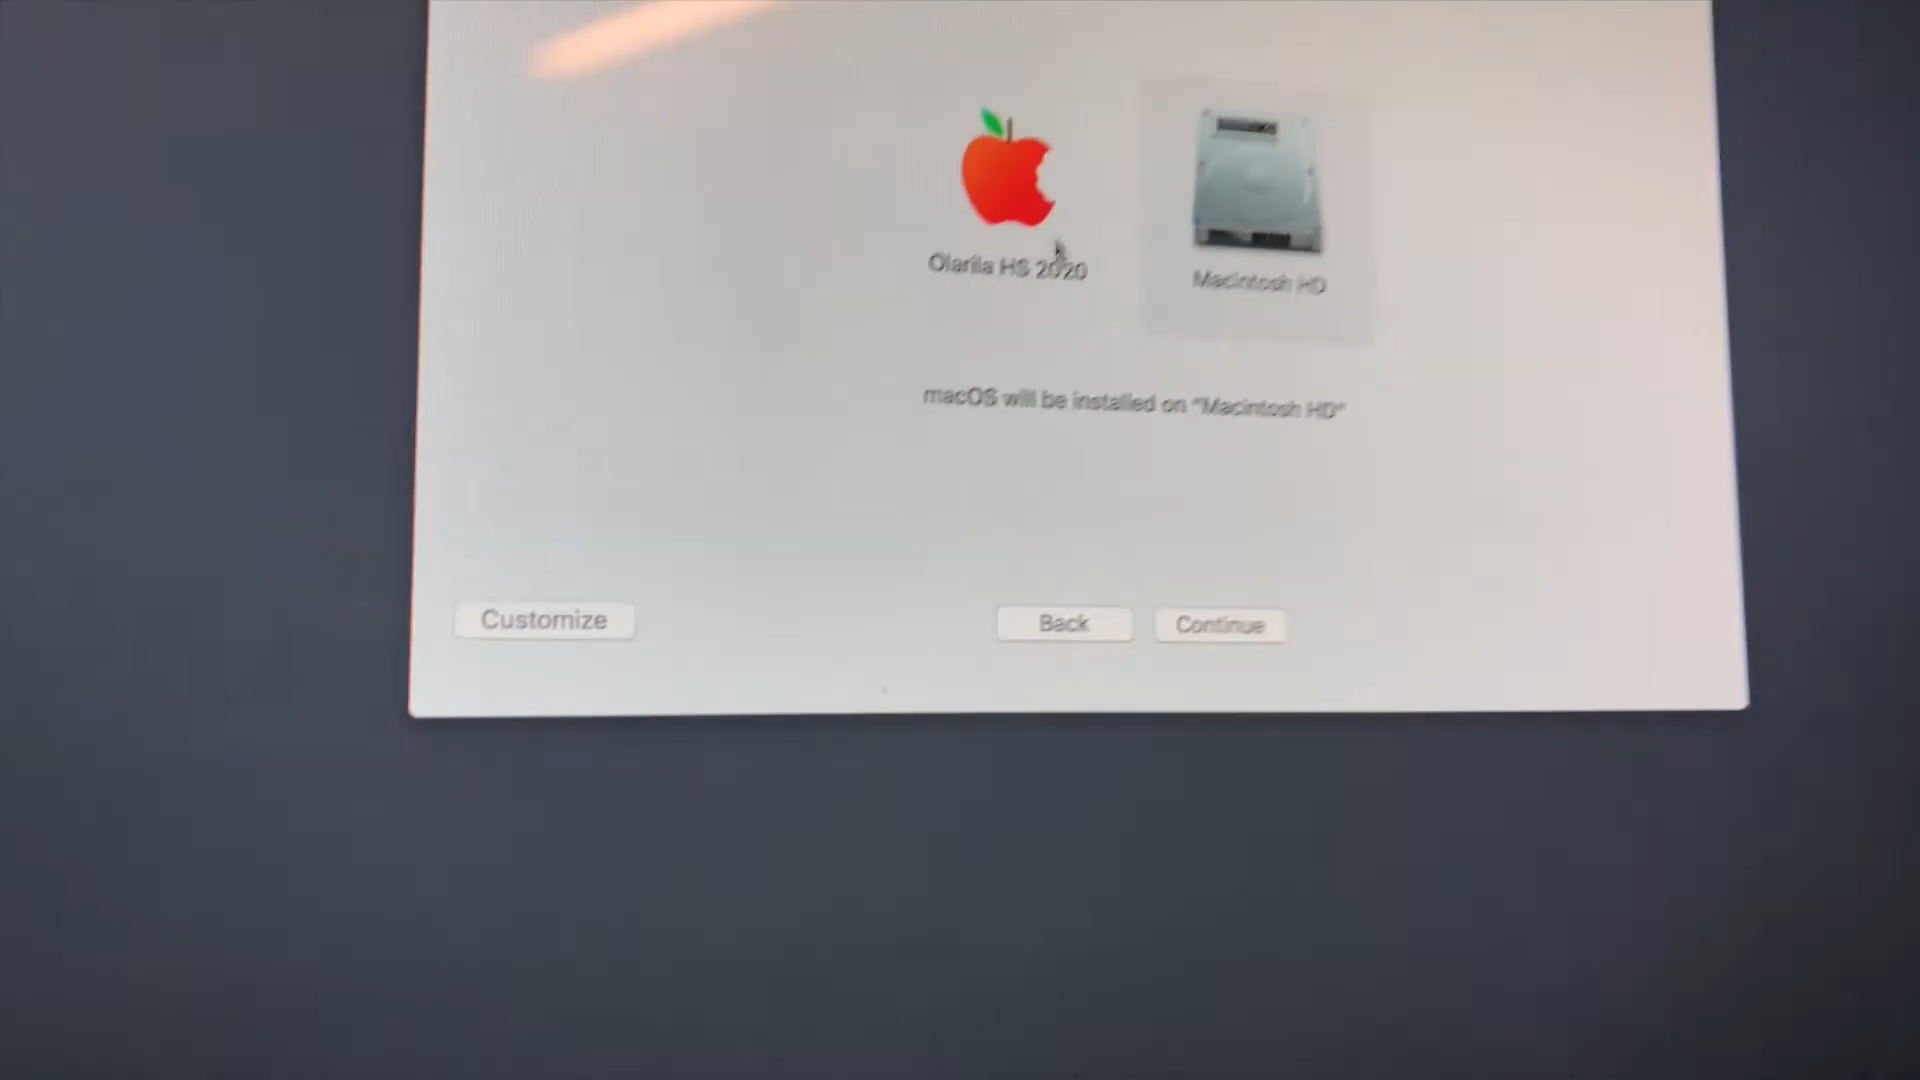 Olarila HS 2020
Macintosh HD
macOS will be installed on "Macintosh HD"
Customize
Back
Continue